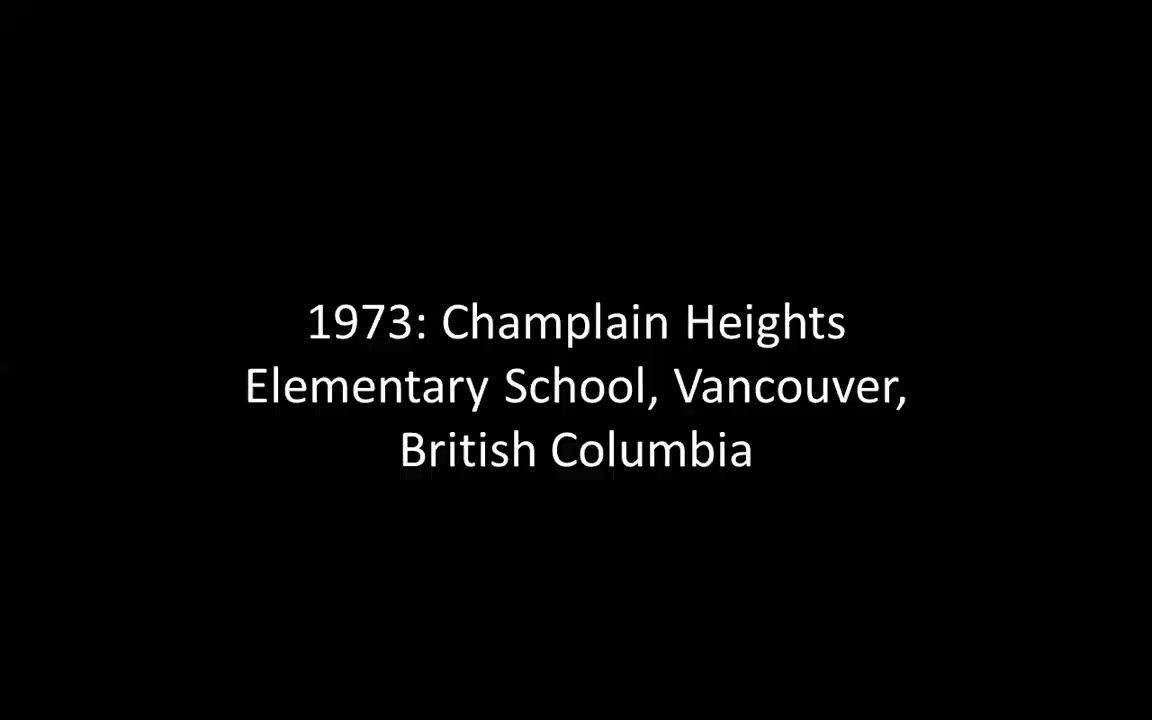 1973: Champlain Heights
Elementary School, Vancouver,
British Columbia